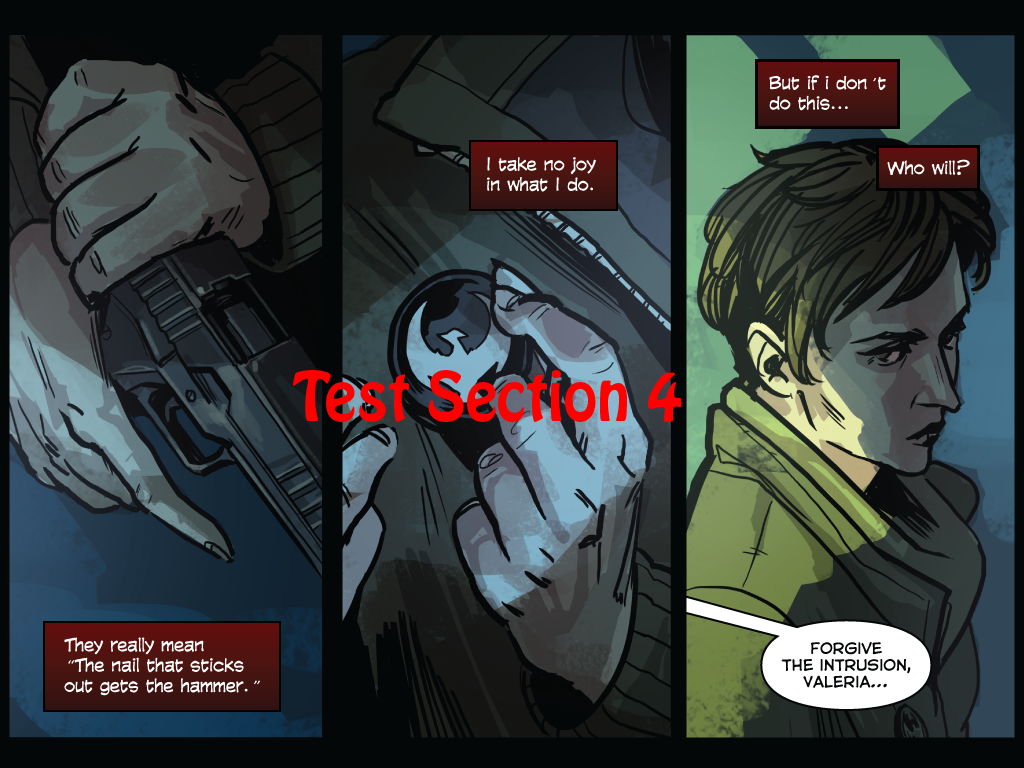 They really mean
"The nail that sticks
out gets the hammer."
I take no joy
in what I do.
But if i don't
do this...
Who will?
FORGIVE
THE INTRUSION,
VALERIA...
Test Section 4